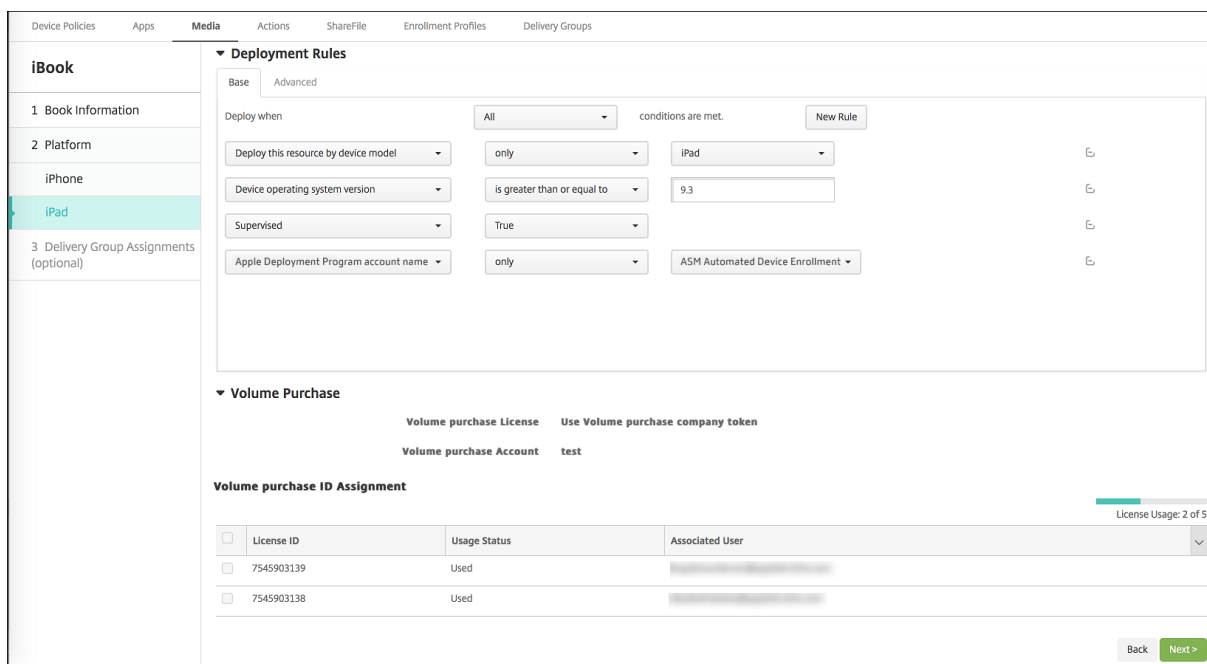 Device Policies Apps Media Actions ShareFile Enrollment Profiles Delivery Groups
iBook
1 Book Information
2 Platform
iPhone
iPad
3 Delivery Group Assignments
(optional)
Deployment Rules
Base Advanced
Deploy when All conditions are met. New Rule
Deploy this resource by device model only iPad
Device operating system version is greater than or equal to 9.3
Supervised True
Apple Deployment Program account name only ASM Automated Device Enrollment
Volume Purchase
Volume purchase License Use Volume purchase company token
Volume purchase Account test
Volume purchase ID Assignment
License Usage: 2 of 5
License ID Usage Status Associated User
7545903139 Used
7545903138 Used
Back Next >